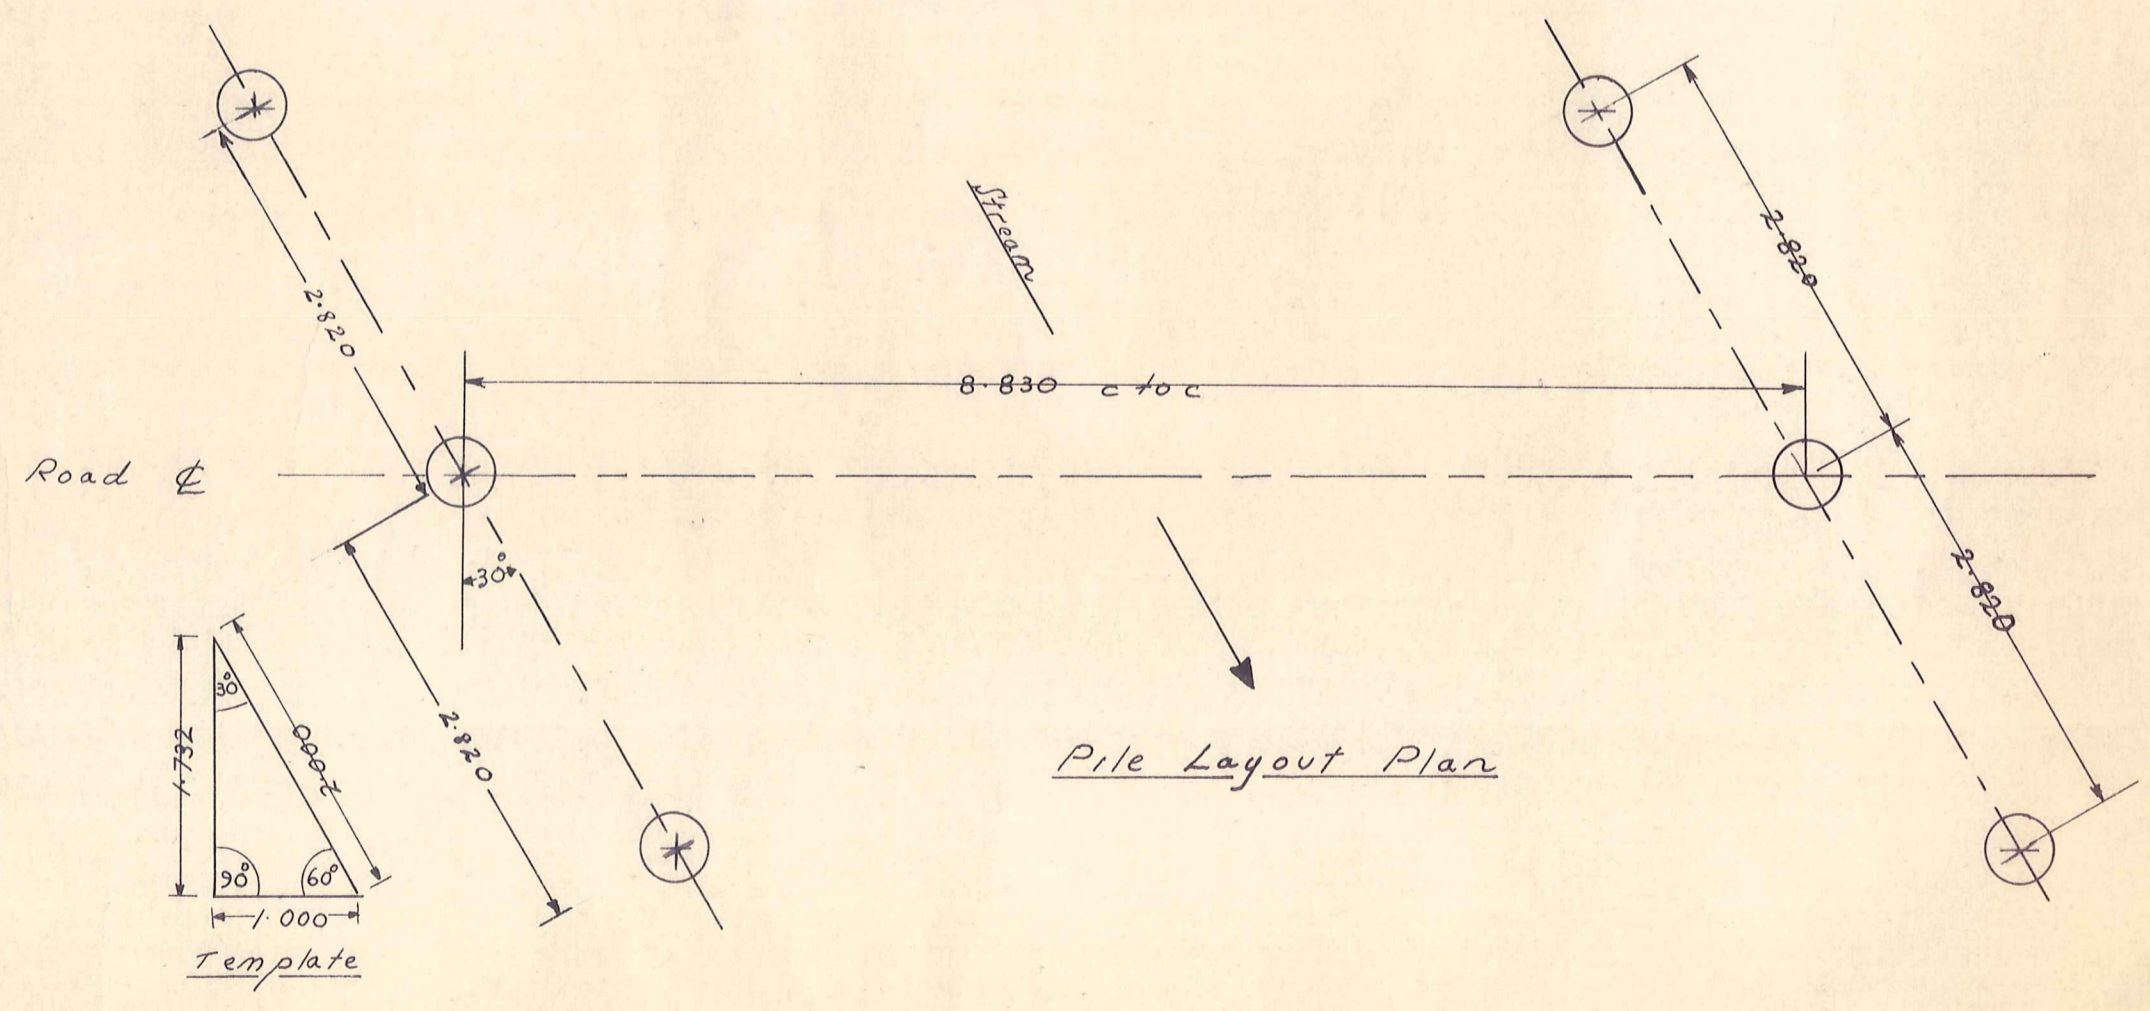 Stream
2.820
2.820
8.830 c to c
Road ℄
30°
2.820
2.820
30°
1.732
2.000
90°
60°
1.000
Template
Pile Layout Plan